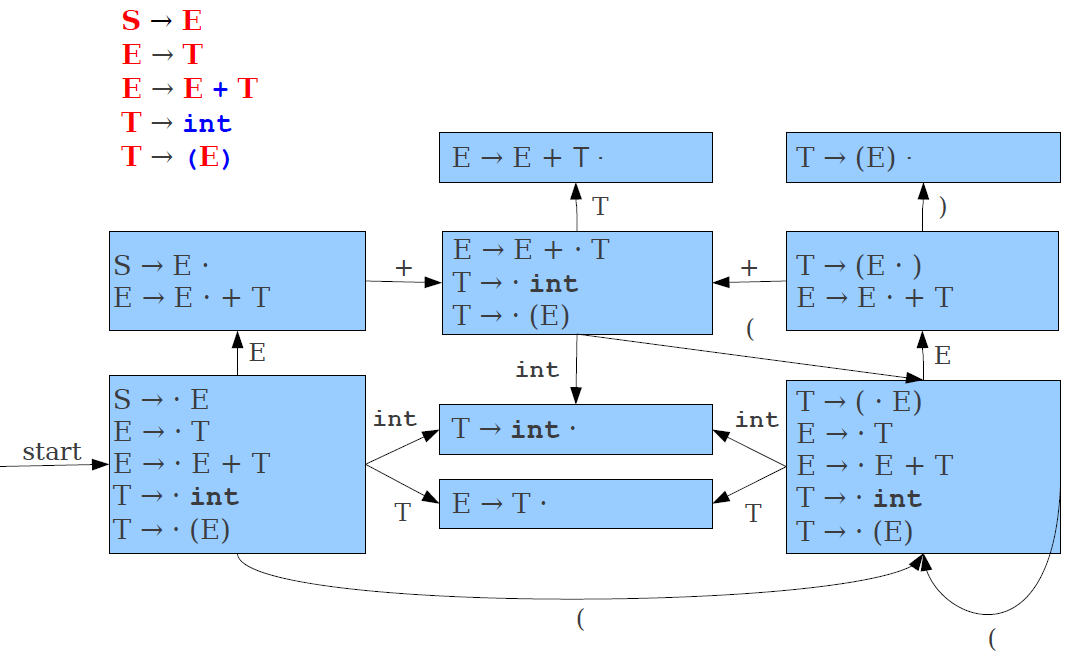 S → E
E → T
E → E + T
T → int
T → (E)
E → E + T ·
T → (E) ·
T
)
S → E ·
E → E · + T
+
E → E + · T
T → · int
T → · (E)
+
T → (E · )
E → E · + T
E
int
(
E
start
S → · E
E → · T
E → · E + T
T → · int
T → · (E)
int
T
T → int ·
E → T ·
int
T
T → ( · E)
E → · T
E → · E + T
T → · int
T → · (E)
(
(